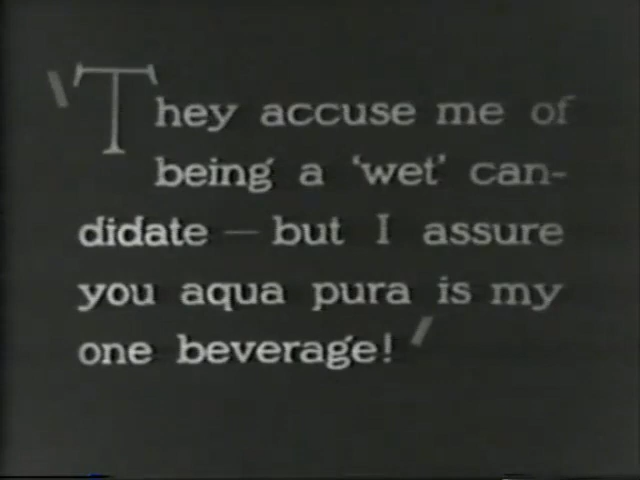 "They accuse me of
being a 'wet' can-
didate — but I assure
you aqua pura is my
one beverage!"